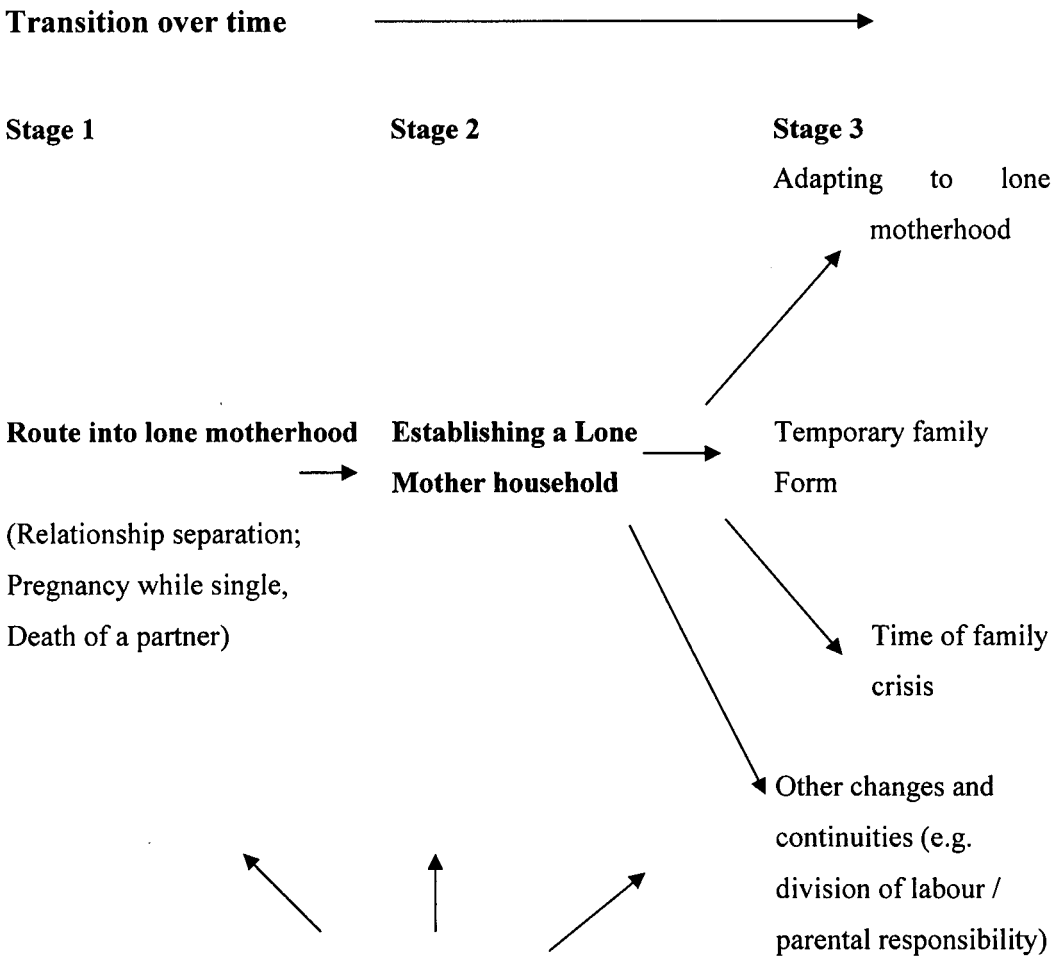 Transition over time
Stage 1
Stage 2
Stage 3
Adapting to lone
motherhood
Route into lone motherhood
(Relationship separation;
Pregnancy while single,
Death of a partner)
Establishing a Lone
Mother household
Temporary family
Form
Time of family
crisis
Other changes and
continuities (e.g.
division of labour /
parental responsibility)